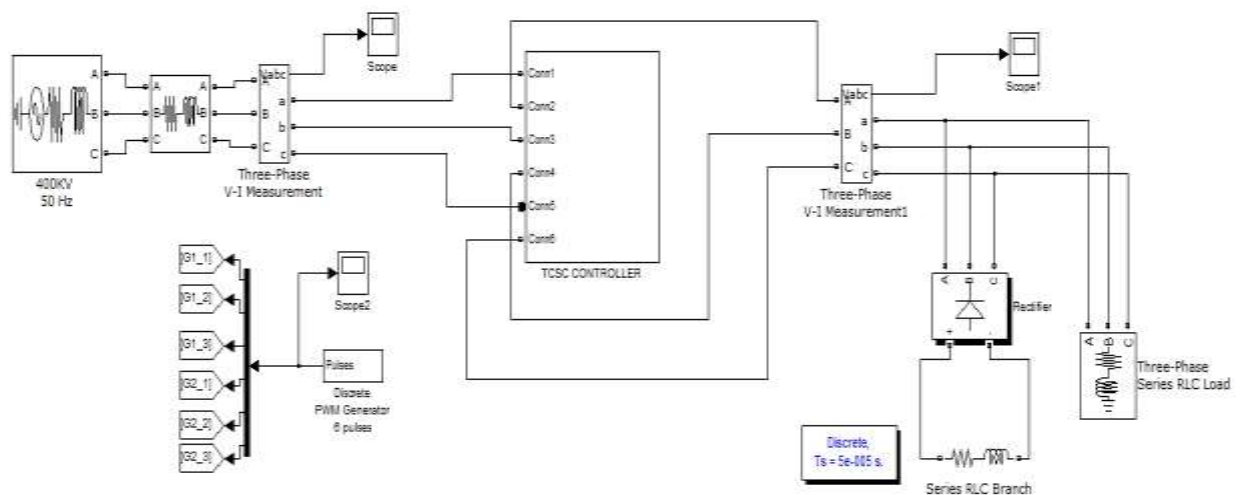 A
B
C
400KV
50 Hz
A
B
C
A
B
C
Vabc
A
B
C
a
b
c
Three-Phase
V-I Measurement
Scope
Conn1
Conn2
Conn3
Conn4
Conn5
Conn6
TCSC CONTROLLER
Vabc
A
B
C
a
b
c
Three-Phase
V-I Measurement1
Scope1
[G1_1]
[G1_2]
[G1_3]
[G2_1]
[G2_2]
[G2_3]
Scope2
Pulses
Discrete
PWM Generator
6 pulses
A
B
C
+
-
Rectifier
A
B
C
Three-Phase
Series RLC Load
Discrete,
Ts = 5e-005 s.
Series RLC Branch